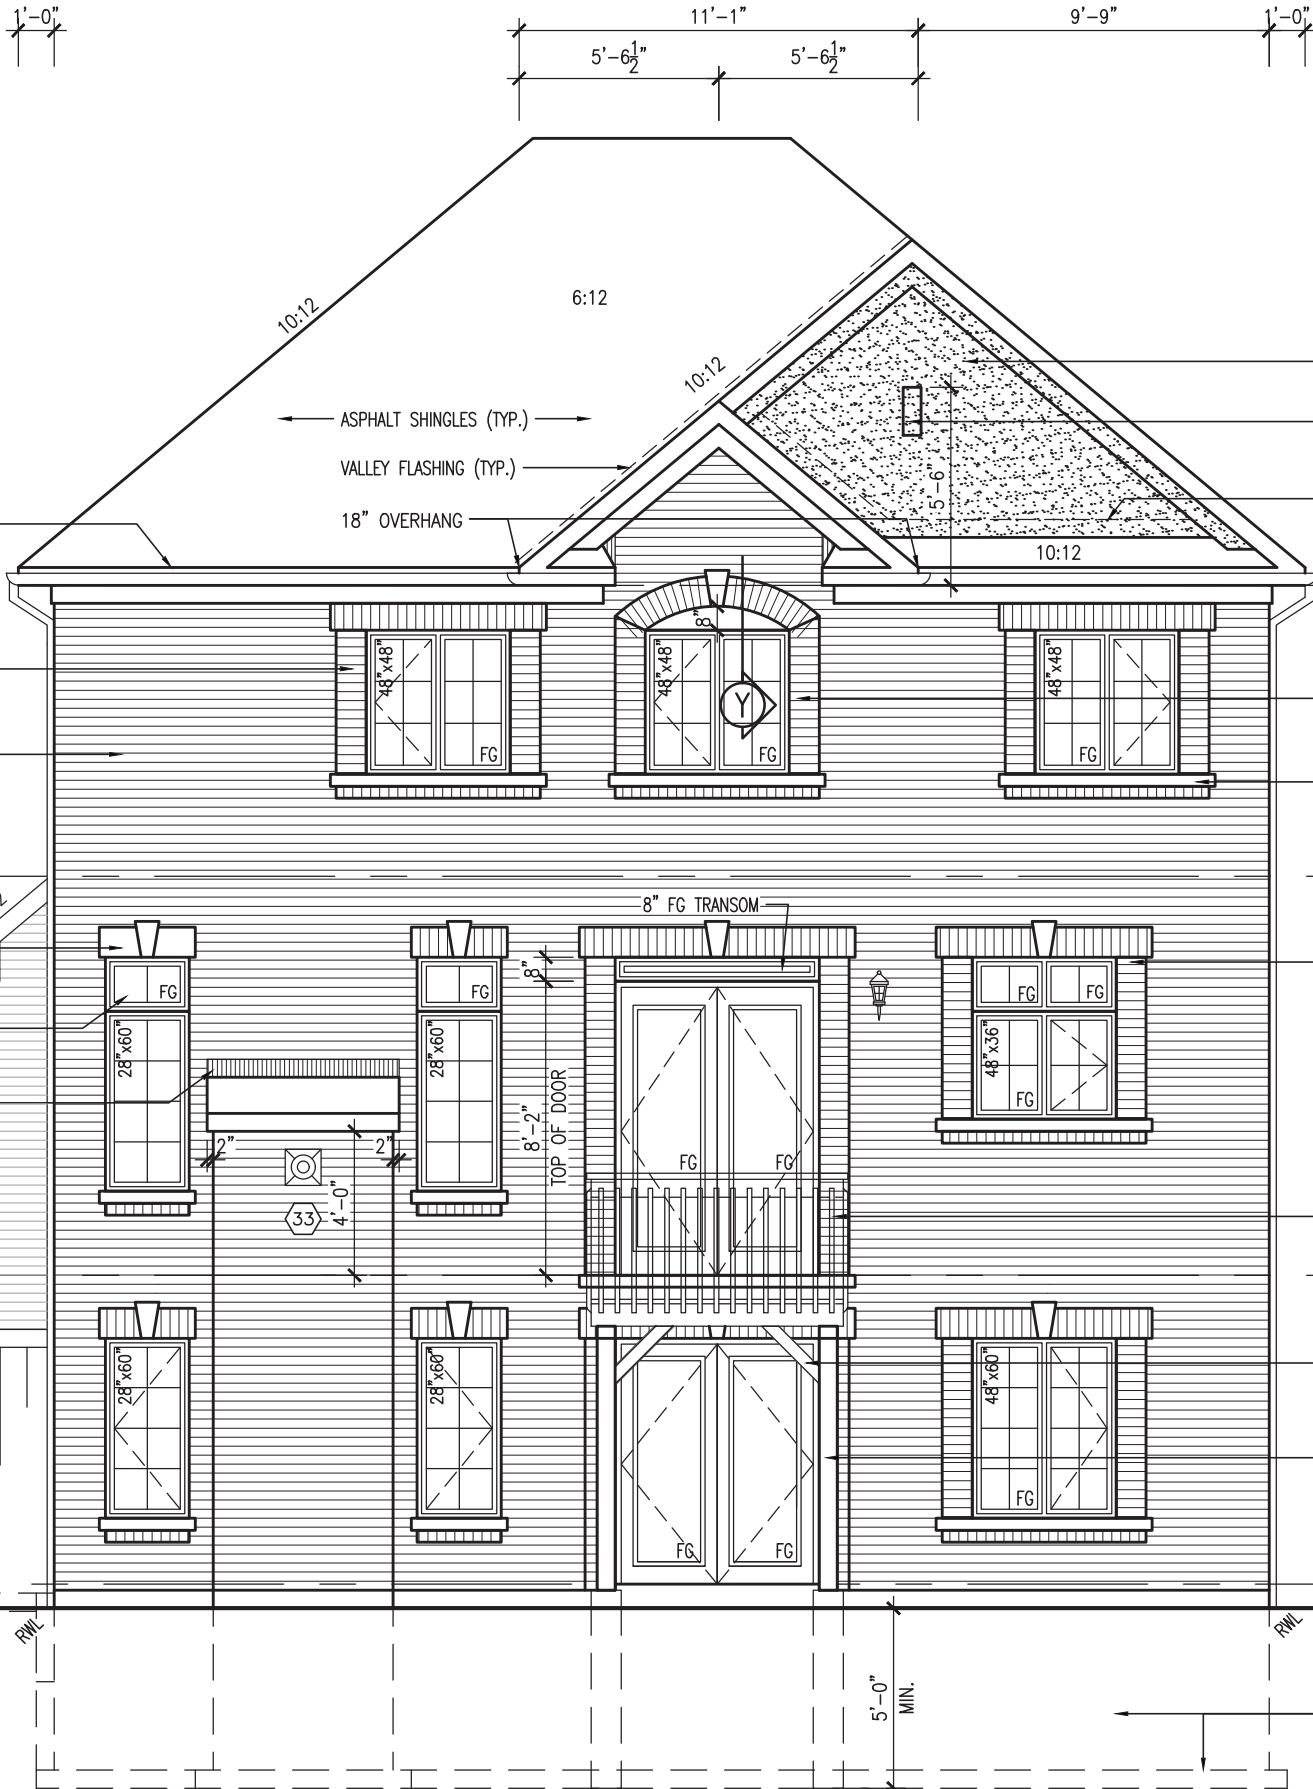 1'-0"
11'-1"
9'-9"
1'-0"
5'-6½"
5'-6½"
10:12
6:12
10:12
ASPHALT SHINGLES (TYP.)
VALLEY FLASHING (TYP.)
5'-6"
18" OVERHANG
10:12
8"
48"x48"
FG
48"x48"
Y
FG
48"x48"
FG
8" FG TRANSOM
FG
FG
8"
FG
FG
28"x60"
28"x60"
48"x36"
FG
8'-2"
TOP OF DOOR
2"
2"
33
4'-0"
FG
FG
28"x60"
28"x60"
48"x60"
FG
FG
FG
RWL
RWL
5'-0"
MIN.